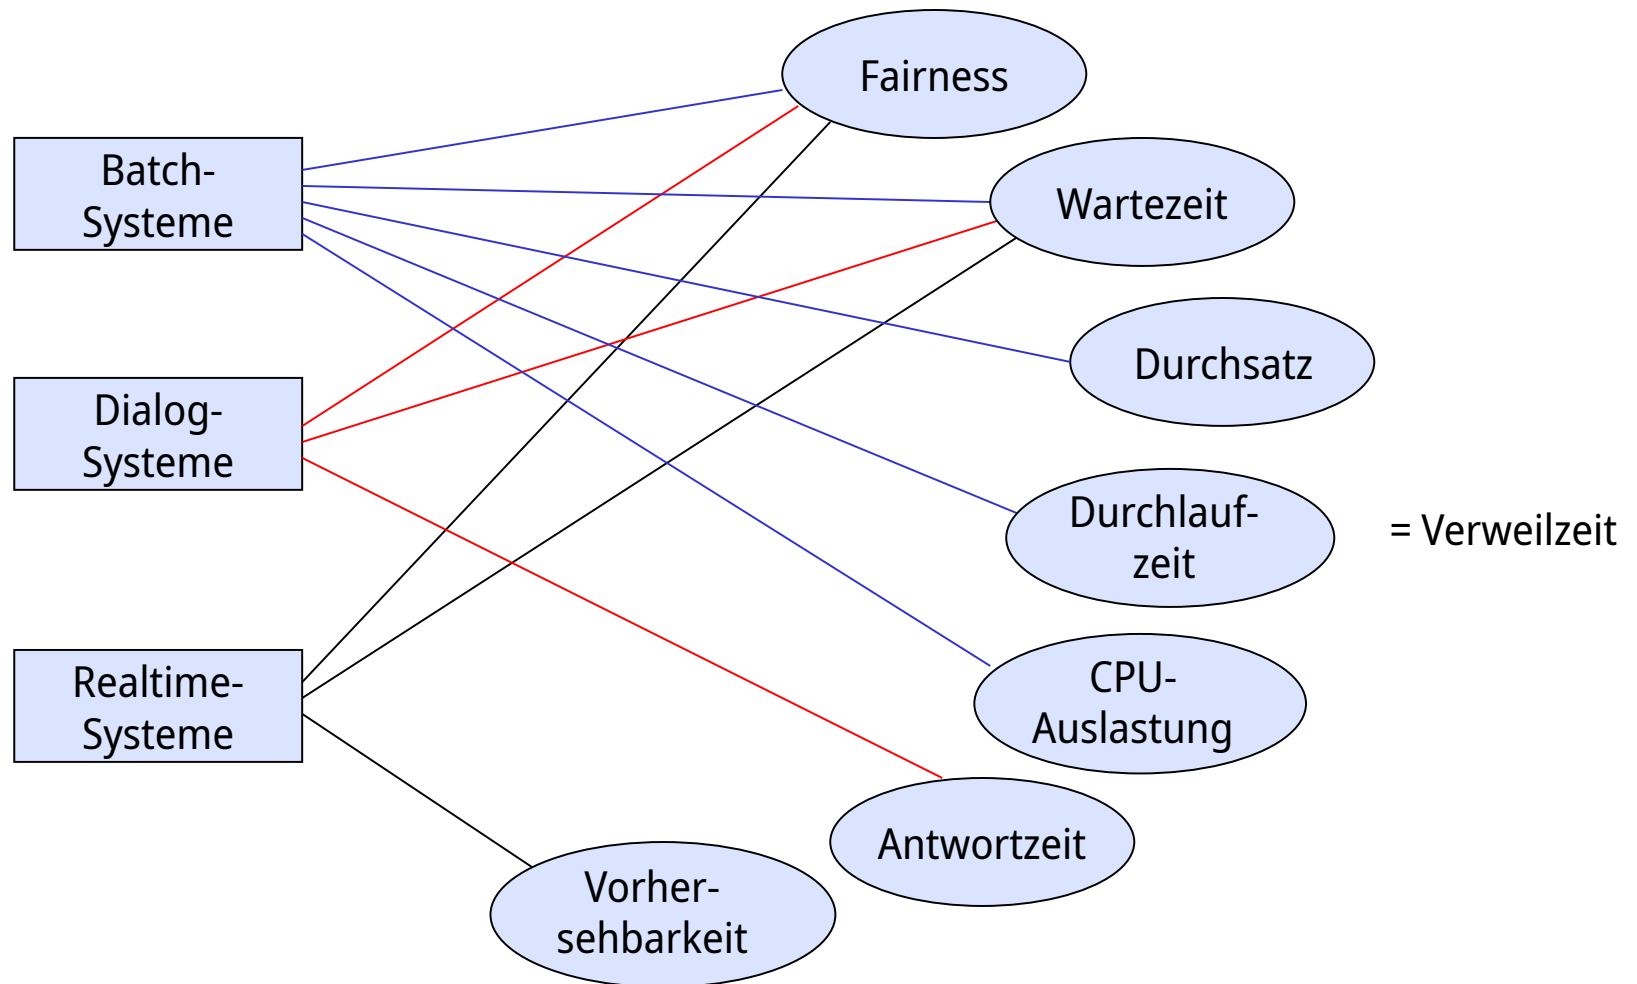 Fairness
Batch-
Systeme
Wartezeit
Durchsatz
Dialog-
Systeme
Durchlauf-
zeit
= Verweilzeit
Realtime-
Systeme
CPU-
Auslastung
Antwortzeit
Vorher-
sehbarkeit